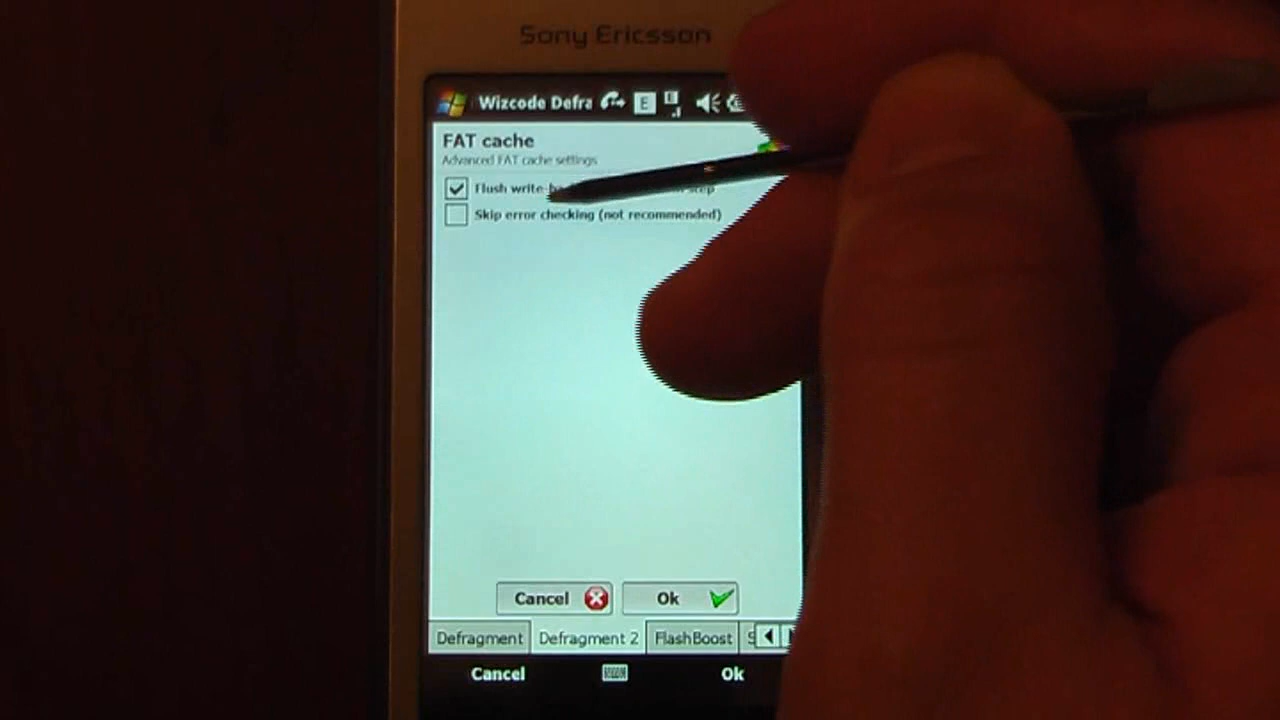 Sony Ericsson
Wizcode Defra E
FAT cache
Advanced FAT cache settings
Flush write- step
Skip error checking (not recommended)
Cancel Ok
Defragment Defragment 2 FlashBoost S
Cancel Ok